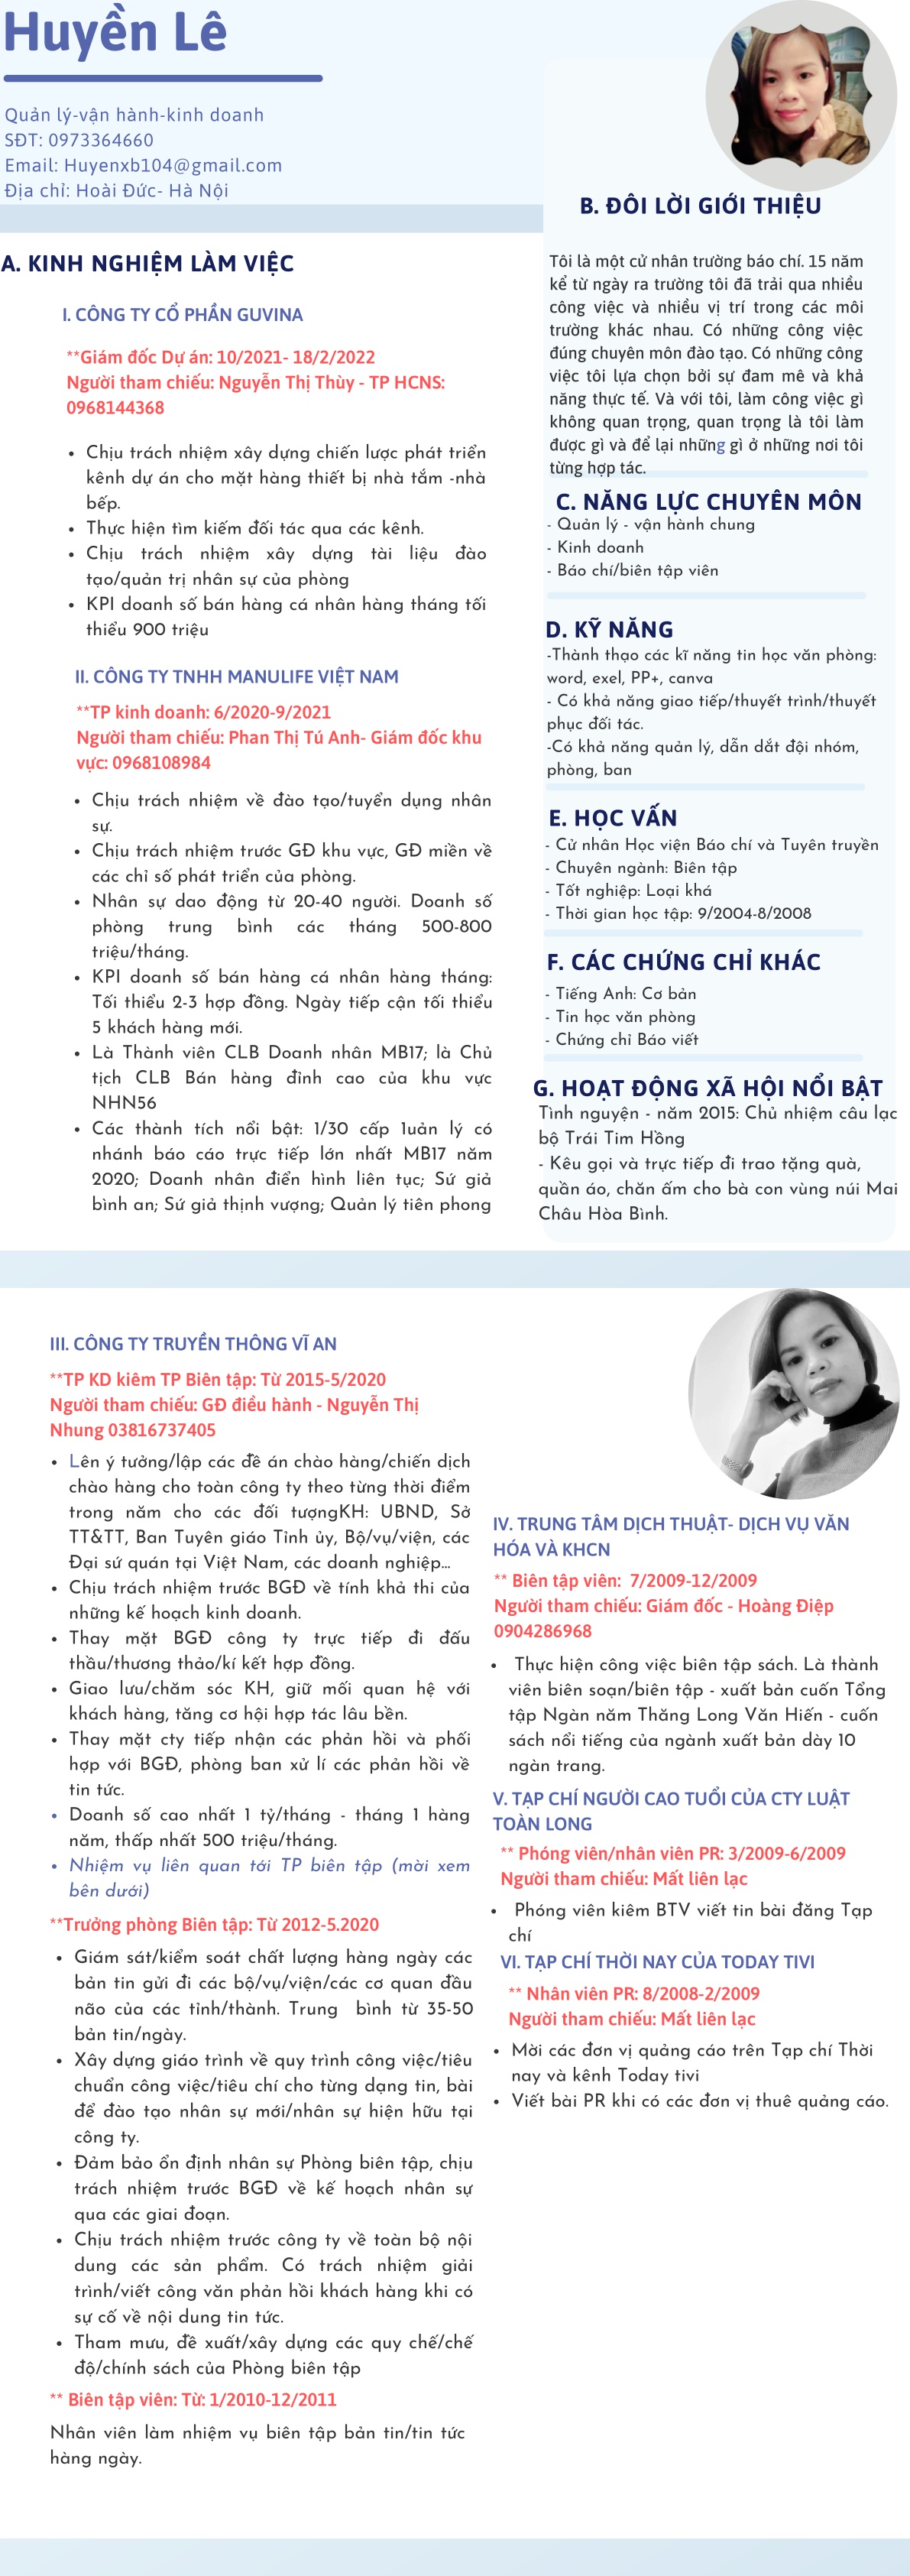 Huyền Lê
Quản lý-vận hành-kinh doanh
SĐT: 0973364660
Email: Huyenxb104@gmail.com
Địa chỉ: Hoài Đức- Hà Nội
A. KINH NGHIỆM LÀM VIỆC
I. CÔNG TY CỔ PHẦN GUVINA
**Giám đốc Dự án: 10/2021- 18/2/2022
Người tham chiếu: Nguyễn Thị Thùy - TP HCNS:
0968144368
• Chịu trách nhiệm xây dựng chiến lược phát triển
kênh dự án cho mặt hàng thiết bị nhà tắm -nhà
bếp.
• Thực hiện tìm kiếm đối tác qua các kênh.
• Chịu trách nhiệm xây dựng tài liệu đào
tạo/quản trị nhân sự của phòng
• KPI doanh số bán hàng cá nhân hàng tháng tối
thiểu 900 triệu
II. CÔNG TY TNHH MANULIFE VIỆT NAM
**TP kinh doanh: 6/2020-9/2021
Người tham chiếu: Phan Thị Tú Anh- Giám đốc khu
vực: 0968108984
• Chịu trách nhiệm về đào tạo/tuyển dụng nhân
sự.
• Chịu trách nhiệm trước GĐ khu vực, GĐ miền về
các chỉ số phát triển của phòng.
• Nhân sự dao động từ 20-40 người. Doanh số
phòng trung bình các tháng 500-800
triệu/tháng.
• KPI doanh số bán hàng cá nhân hàng tháng:
Tối thiểu 2-3 hợp đồng. Ngày tiếp cận tối thiểu
5 khách hàng mới.
• Là Thành viên CLB Doanh nhân MB17; là Chủ
tịch CLB Bán hàng đỉnh cao của khu vực
NHN56
• Các thành tích nổi bật: 1/30 cấp 1uản lý có
nhánh báo cáo trực tiếp lớn nhất MB17 năm
2020; Doanh nhân điển hình liên tục; Sứ giả
bình an; Sứ giả thịnh vượng; Quản lý tiên phong
B. ĐÔI LỜI GIỚI THIỆU
Tôi là một cử nhân trường báo chí. 15 năm
kể từ ngày ra trường tôi đã trải qua nhiều
công việc và nhiều vị trí trong các môi
trường khác nhau. Có những công việc
đúng chuyên môn đào tạo. Có những công
việc tôi lựa chọn bởi sự đam mê và khả
năng thực tế. Và với tôi, làm công việc gì
không quan trọng, quan trọng là tôi làm
được gì và để lại những gì ở những nơi tôi
từng hợp tác.
C. NĂNG LỰC CHUYÊN MÔN
- Quản lý - vận hành chung
- Kinh doanh
- Báo chí/biên tập viên
D. KỸ NĂNG
-Thành thạo các kĩ năng tin học văn phòng:
word, exel, PP+, canva
- Có khả năng giao tiếp/thuyết trình/thuyết
phục đối tác.
-Có khả năng quản lý, dẫn dắt đội nhóm,
phòng, ban
E. HỌC VẤN
- Cử nhân Học viện Báo chí và Tuyên truyền
- Chuyên ngành: Biên tập
- Tốt nghiệp: Loại khá
- Thời gian học tập: 9/2004-8/2008
F. CÁC CHỨNG CHỈ KHÁC
- Tiếng Anh: Cơ bản
- Tin học văn phòng
- Chứng chỉ Báo viết
G. HOẠT ĐỘNG XÃ HỘI NỔI BẬT
Tình nguyện - năm 2015: Chủ nhiệm câu lạc
bộ Trái Tim Hồng
- Kêu gọi và trực tiếp đi trao tặng quà,
quần áo, chăn ấm cho bà con vùng núi Mai
Châu Hòa Bình.
III. CÔNG TY TRUYỀN THÔNG VĨ AN
**TP KD kiêm TP Biên tập: Từ 2015-5/2020
Người tham chiếu: GĐ điều hành - Nguyễn Thị
Nhung 03816737405
• Lên ý tưởng/lập các đề án chào hàng/chiến dịch
chào hàng cho toàn công ty theo từng thời điểm
trong năm cho các đối tượngKH: UBND, Sở
TT&TT, Ban Tuyên giáo Tỉnh ủy, Bộ/vụ/viện, các
Đại sứ quán tại Việt Nam, các doanh nghiệp...
• Chịu trách nhiệm trước BGĐ về tính khả thi của
những kế hoạch kinh doanh.
• Thay mặt BGĐ công ty trực tiếp đi đấu
thầu/thương thảo/kí kết hợp đồng.
• Giao lưu/chăm sóc KH, giữ mối quan hệ với
khách hàng, tăng cơ hội hợp tác lâu bền.
• Thay mặt cty tiếp nhận các phản hồi và phối
hợp với BGĐ, phòng ban xử lí các phản hồi về
tin tức.
• Doanh số cao nhất 1 tỷ/tháng - tháng 1 hàng
năm, thấp nhất 500 triệu/tháng.
• Nhiệm vụ liên quan tới TP biên tập (mời xem
bên dưới)
**Trưởng phòng Biên tập: Từ 2012-5.2020
• Giám sát/kiểm soát chất lượng hàng ngày các
bản tin gửi đi các bộ/vụ/viện/các cơ quan đầu
não của các tỉnh/thành. Trung bình từ 35-50
bản tin/ngày.
• Xây dựng giáo trình về quy trình công việc/tiêu
chuẩn công việc/tiêu chí cho từng dạng tin, bài
để đào tạo nhân sự mới/nhân sự hiện hữu tại
công ty.
• Đảm bảo ổn định nhân sự Phòng biên tập, chịu
trách nhiệm trước BGĐ về kế hoạch nhân sự
qua các giai đoạn.
• Chịu trách nhiệm trước công ty về toàn bộ nội
dung các sản phẩm. Có trách nhiệm giải
trình/viết công văn phản hồi khách hàng khi có
sự cố về nội dung tin tức.
• Tham mưu, đề xuất/xây dựng các quy chế/chế
độ/chính sách của Phòng biên tập
** Biên tập viên: Từ: 1/2010-12/2011
Nhân viên làm nhiệm vụ biên tập bản tin/tin tức
hàng ngày.
IV. TRUNG TÂM DỊCH THUẬT- DỊCH VỤ VĂN
HÓA VÀ KHCN
** Biên tập viên: 7/2009-12/2009
Người tham chiếu: Giám đốc - Hoàng Điệp
0904286968
• Thực hiện công việc biên tập sách. Là thành
viên biên soạn/biên tập - xuất bản cuốn Tổng
tập Ngàn năm Thăng Long Văn Hiến - cuốn
sách nổi tiếng của ngành xuất bản dày 10
ngàn trang.
V. TẠP CHÍ NGƯỜI CAO TUỔI CỦA CTY LUẬT
TOÀN LONG
** Phóng viên/nhân viên PR: 3/2009-6/2009
Người tham chiếu: Mất liên lạc
• Phóng viên kiêm BTV viết tin bài đăng Tạp
chí
VI. TẠP CHÍ THỜI NAY CỦA TODAY TIVI
** Nhân viên PR: 8/2008-2/2009
Người tham chiếu: Mất liên lạc
• Mời các đơn vị quảng cáo trên Tạp chí Thời
nay và kênh Today tivi
• Viết bài PR khi có các đơn vị thuê quảng cáo.